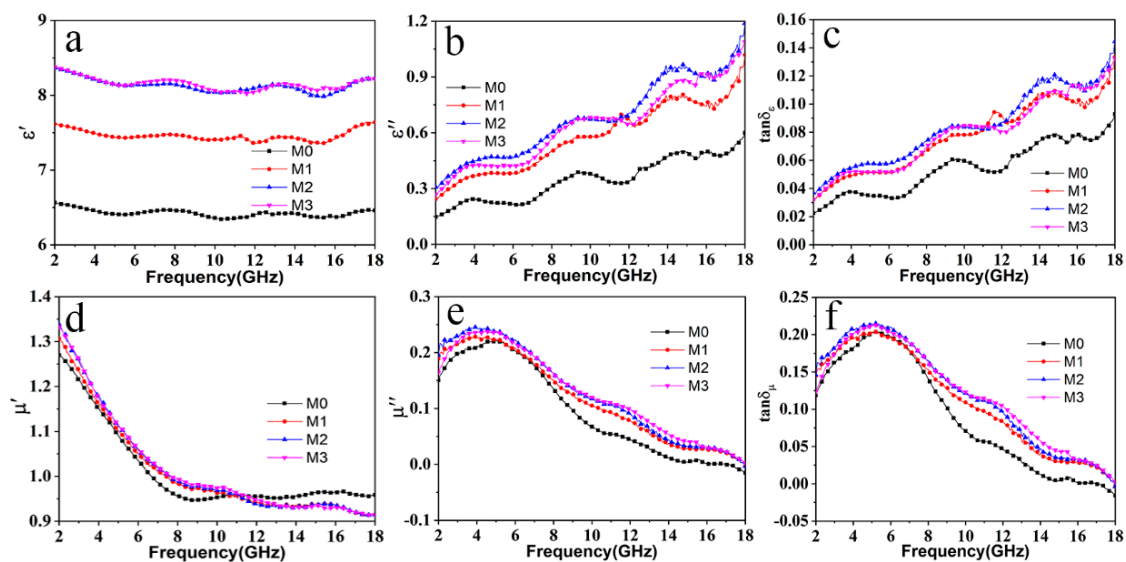 a
ε′
9
8
7
6
M0
M1
M2
M3
2 4 6 8 10 12 14 16 18
Frequency(GHz)
b
ε′′
1.2
0.9
0.6
0.3
0.0
M0
M1
M2
M3
2 4 6 8 10 12 14 16 18
Frequency(GHz)
c
tanδε
0.16
0.14
0.12
0.10
0.08
0.06
0.04
0.02
0.00
M0
M1
M2
M3
2 4 6 8 10 12 14 16 18
Frequency(GHz)
d
μ′
1.4
1.3
1.2
1.1
1.0
0.9
M0
M1
M2
M3
2 4 6 8 10 12 14 16 18
Frequency(GHz)
e
μ′′
0.3
0.2
0.1
0.0
-0.1
M0
M1
M2
M3
2 4 6 8 10 12 14 16 18
Frequency(GHz)
f
tanδμ
0.25
0.20
0.15
0.10
0.05
0.00
-0.05
M0
M1
M2
M3
2 4 6 8 10 12 14 16 18
Frequency(GHz)